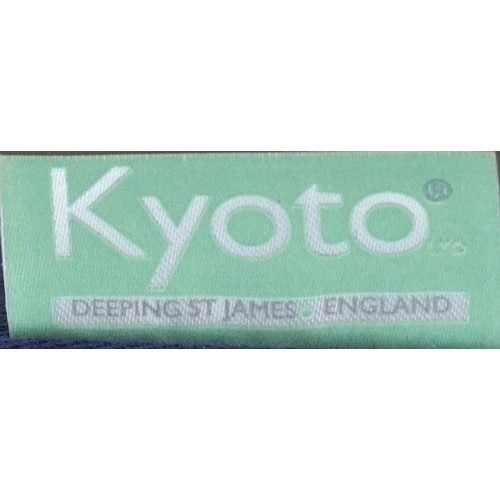 Kyoto®
DEEPING ST JAMES. ENGLAND